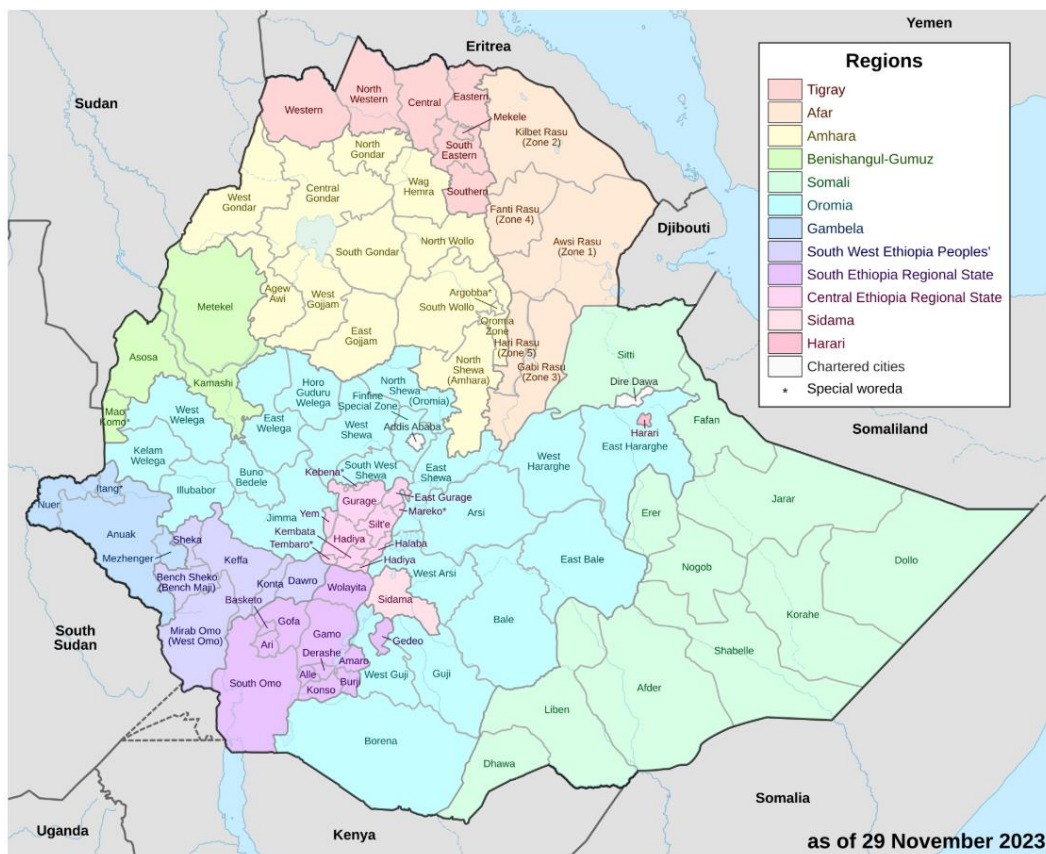 Yemen
Eritrea
Sudan
Regions
Tigray
Afar
Amhara
Benishangul-Gumuz
Somali
Oromia
Gambela
South West Ethiopia Peoples'
South Ethiopia Regional State
Central Ethiopia Regional State
Sidama
Harari
Chartered cities
* Special woreda
Western
North
Western
Central
Eastern
Mekele
South
Eastern
Southern
Kilbet Rasu
(Zone 2)
North
Gondar
Wag
Hemra
West
Gondar
Central
Gondar
Fanti Rasu
(Zone 4)
Djibouti
Awsi Rasu
(Zone 1)
South Gondar
North Wollo
Agew
Awi
West
Gojjam
Argobba*
South Wollo
Metekel
East
Gojjam
Oromia
Zone
Hari Rasu
(Zone 5)
Gabi Rasu
(Zone 3)
North
Shewa
(Amhara)
Asosa
Kamashi
Mao
Komo*
Sitti
Dire Dawa
Harari
East Hararghe
Fafan
Somaliland
Horo
Guduru
Welega
North
Shewa
(Oromia)
Finfine
Special Zone
Addis Ababa
West
Welega
East
Welega
West
Shewa
Kelam
Welega
Buno
Bedele
South West
Shewa
East
Shewa
West
Hararghe
Illubabor
Kebena*
Gurage
East Gurage
Mareko*
Arsi
Jarar
Erer
Itang*
Nuer
Anuak
Mezhenger
Sheka
Jimma
Yem
Silt'e
Hadiya
Kembata
Tembaro*
Halaba
Hadiya
West Arsi
East Bale
Nogob
Dollo
Korahe
Shabelle
Keffa
Bench Sheko
(Bench Maji)
Konta
Dawro
Wolayita
Sidama
Bale
Basketo
Gofa
Gamo
Gedeo
Mirab Omo
(West Omo)
Ari
Derashe
Amaro
Alle
Konso
Burji
West Guji
Guji
South Omo
South
Sudan
Afder
Liben
Borena
Dhawa
Somalia
Uganda
Kenya
as of 29 November 2023